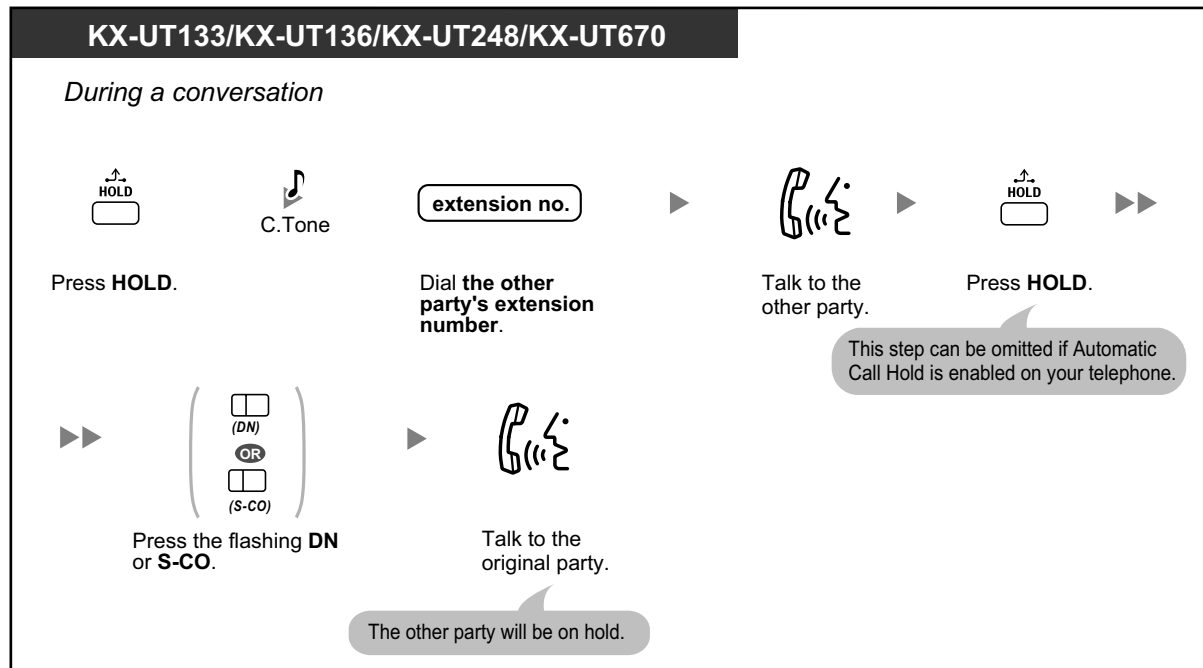 KX-UT133/KX-UT136/KX-UT248/KX-UT670
During a conversation
HOLD
C.Tone
extension no.
HOLD
Press HOLD.
Dial the other
party's extension
number.
Talk to the
other party.
Press HOLD.
This step can be omitted if Automatic
Call Hold is enabled on your telephone.
(DN)
OR
(S-CO)
Press the flashing DN
or S-CO.
Talk to the
original party.
The other party will be on hold.